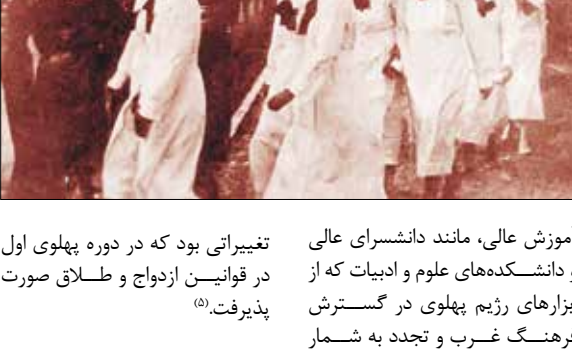 آموزش عالی، مانند دانشسرای عالی
و دانشکده‌های علوم و ادبیات که از
بزارهای رژیم پهلوی در گسترش
فرهنگ غرب و تجدد به شمار
تغییراتی بود که در دوره پهلوی اول
در قوانین ازدواج و طلاق صورت
پذیرفت.(۵)